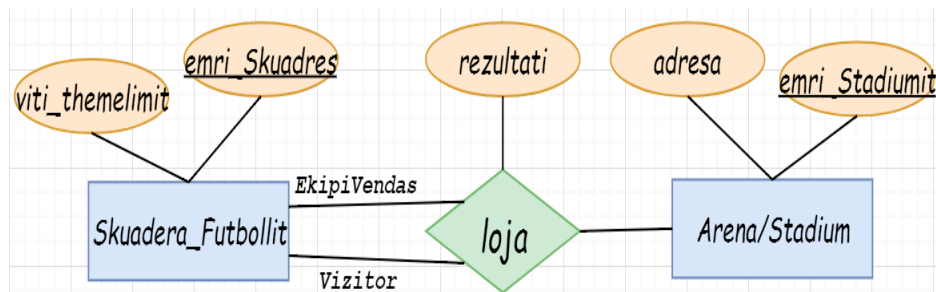 emri_Skuadres
viti_themelimit
rezultati
adresa
emri_Stadiumit
EkipiVendas
Skuadera_Futbollit
loja
Arena/Stadium
Vizitor